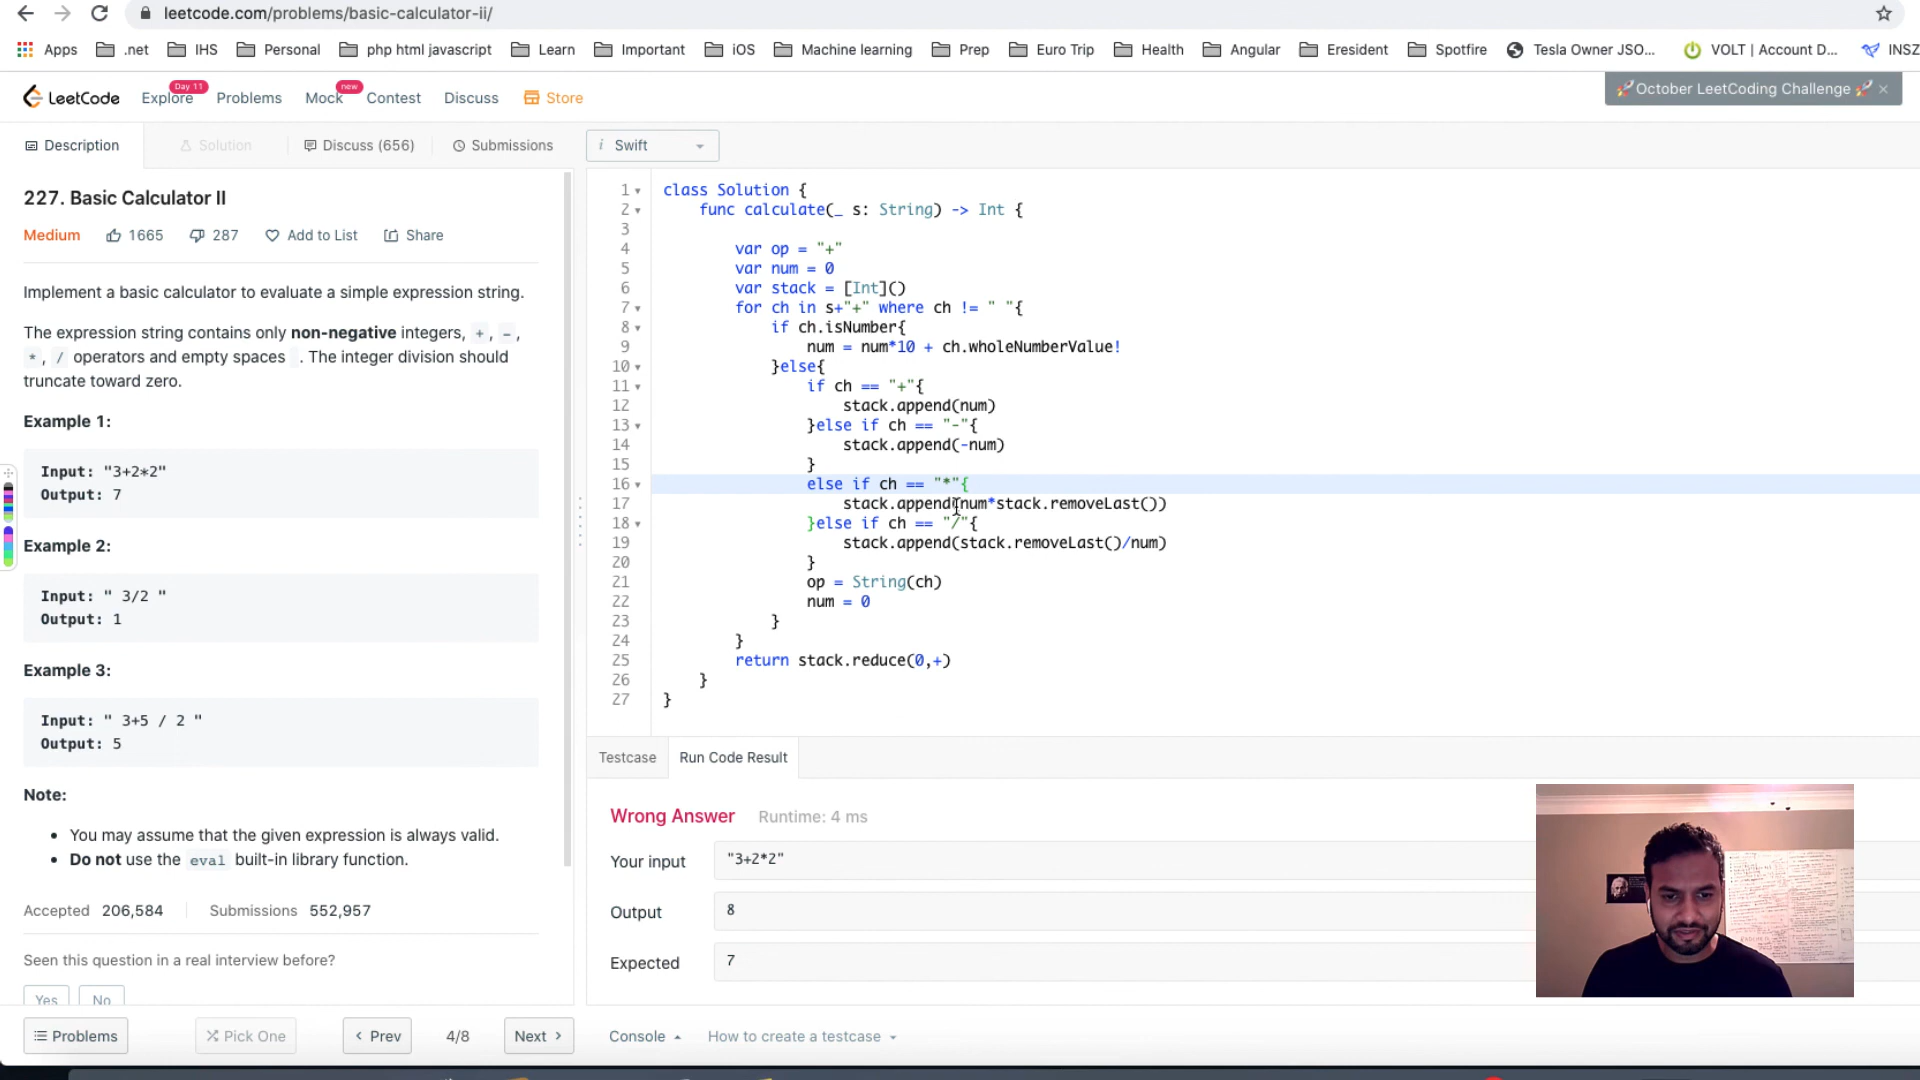 leetcode.com/problems/basic-calculator-ii/
Apps .net IHS Personal php html javascript Learn Important iOS Machine learning Prep Euro Trip Health Angular Eresident Spotfire Tesla Owner JSO... VOLT | Account D... INSZ
LeetCode Explore Day 11 Problems Mock new Contest Discuss Store
🚀October LeetCoding Challenge 🚀 ×
Description Solution Discuss (656) Submissions
i Swift
227. Basic Calculator II
Medium 1665 287 Add to List Share
Implement a basic calculator to evaluate a simple expression string.
The expression string contains only non-negative integers, + , - ,
* , / operators and empty spaces . The integer division should
truncate toward zero.
Example 1:
Input: "3+2*2"
Output: 7
Example 2:
Input: " 3/2 "
Output: 1
Example 3:
Input: " 3+5 / 2 "
Output: 5
Note:
• You may assume that the given expression is always valid.
• Do not use the eval built-in library function.
Accepted 206,584 Submissions 552,957
Seen this question in a real interview before?
Yes No
1 class Solution {
2 func calculate(_ s: String) -> Int {
3
4 var op = "+"
5 var num = 0
6 var stack = [Int]()
7 for ch in s+"+" where ch != " "{
8 if ch.isNumber{
9 num = num*10 + ch.wholeNumberValue!
10 }else{
11 if ch == "+"{
12 stack.append(num)
13 }else if ch == "-"{
14 stack.append(-num)
15 }
16 else if ch == "*"{
17 stack.append(num*stack.removeLast())
18 }else if ch == "/"{
19 stack.append(stack.removeLast()/num)
20 }
21 op = String(ch)
22 num = 0
23 }
24 }
25 return stack.reduce(0,+)
26 }
27 }
Testcase Run Code Result
Wrong Answer Runtime: 4 ms
Your input "3+2*2"
Output 8
Expected 7
Problems Pick One Prev 4/8 Next Console How to create a testcase